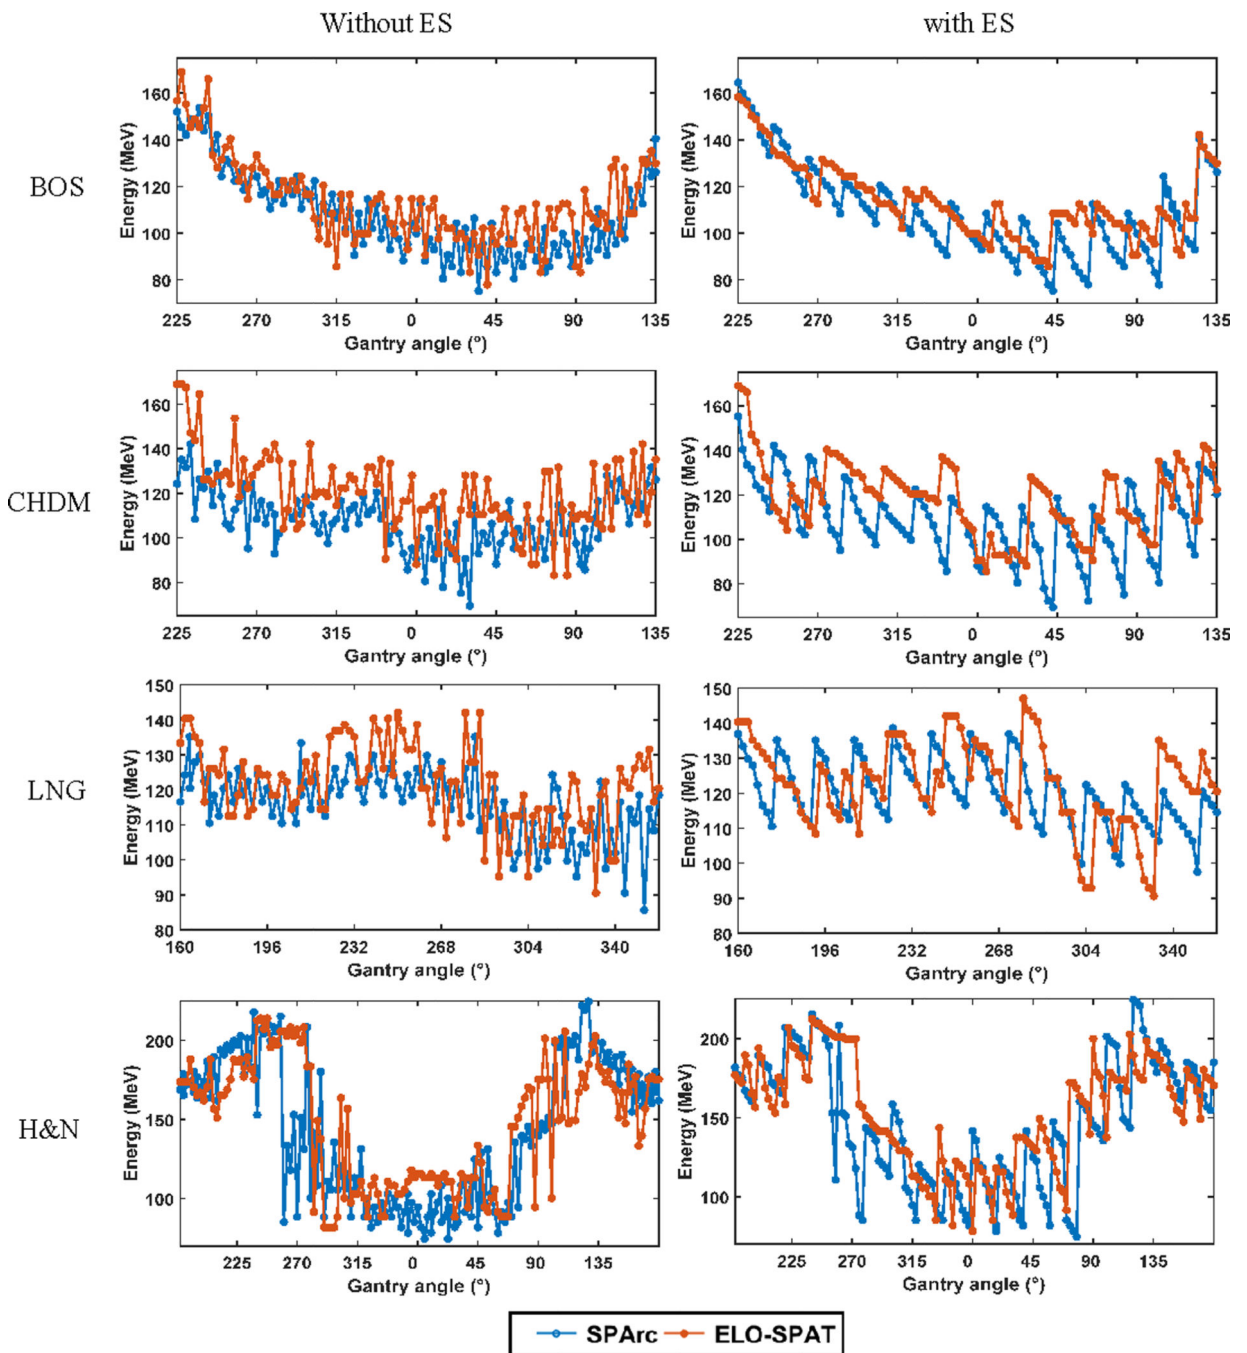 Without ES
with ES
BOS
Energy (MeV)
160
140
120
100
80
225 270 315 0 45 90 135
Gantry angle (°)
Energy (MeV)
160
140
120
100
80
225 270 315 0 45 90 135
Gantry angle (°)
CHDM
Energy (MeV)
160
140
120
100
80
225 270 315 0 45 90 135
Gantry angle (°)
Energy (MeV)
160
140
120
100
80
225 270 315 0 45 90 135
Gantry angle (°)
LNG
Energy (MeV)
150
140
130
120
110
100
90
80
160 196 232 268 304 340
Gantry angle (°)
Energy (MeV)
150
140
130
120
110
100
90
80
160 196 232 268 304 340
Gantry angle (°)
H&N
Energy (MeV)
200
150
100
225 270 315 0 45 90 135
Gantry angle (°)
Energy (MeV)
200
150
100
225 270 315 0 45 90 135
Gantry angle (°)
SPArc ELO-SPAT